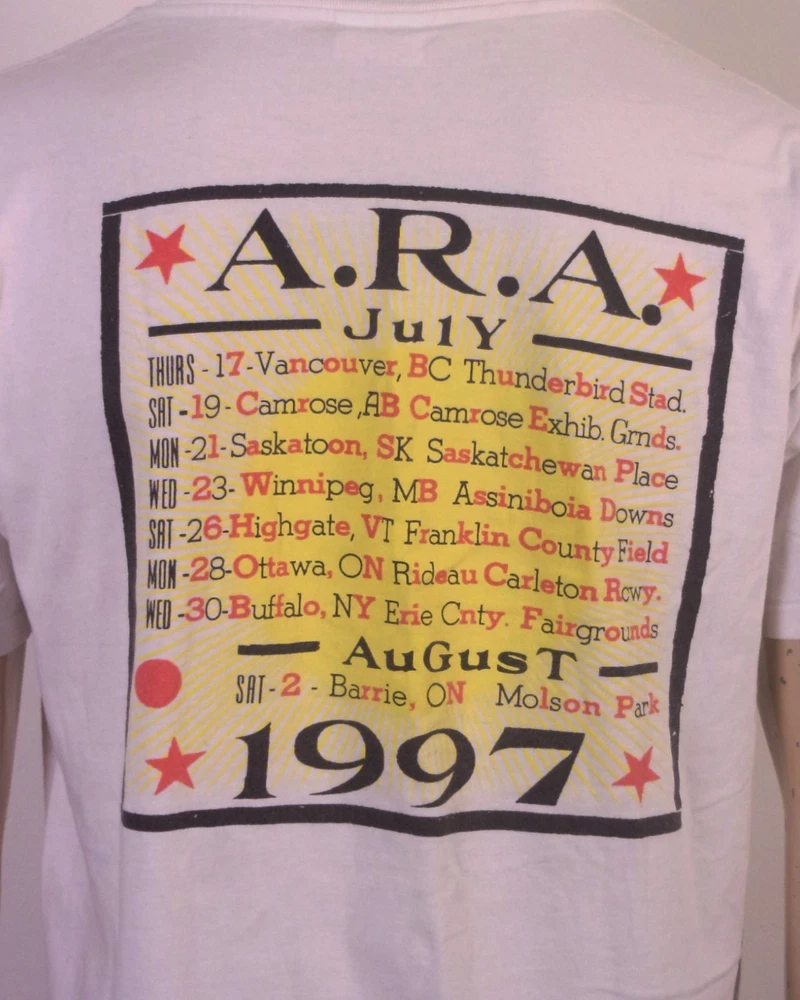 A.R.A.
July
THURS - 17 - Vancouver, BC Thunderbird Stad.
SAT - 19 - Camrose, AB Camrose Exhib. Grnds.
MON - 21 - Saskatoon, SK Saskatchewan Place
WED - 23 - Winnipeg, MB Assiniboia Downs
SAT - 26 - Highgate, VT Franklin County Field
MON - 28 - Ottawa, ON Rideau Carleton Rcwy.
WED - 30 - Buffalo, NY Erie Cnty. Fairgrounds
AuGusT
SAT - 2 - Barrie, ON Molson Park
1997